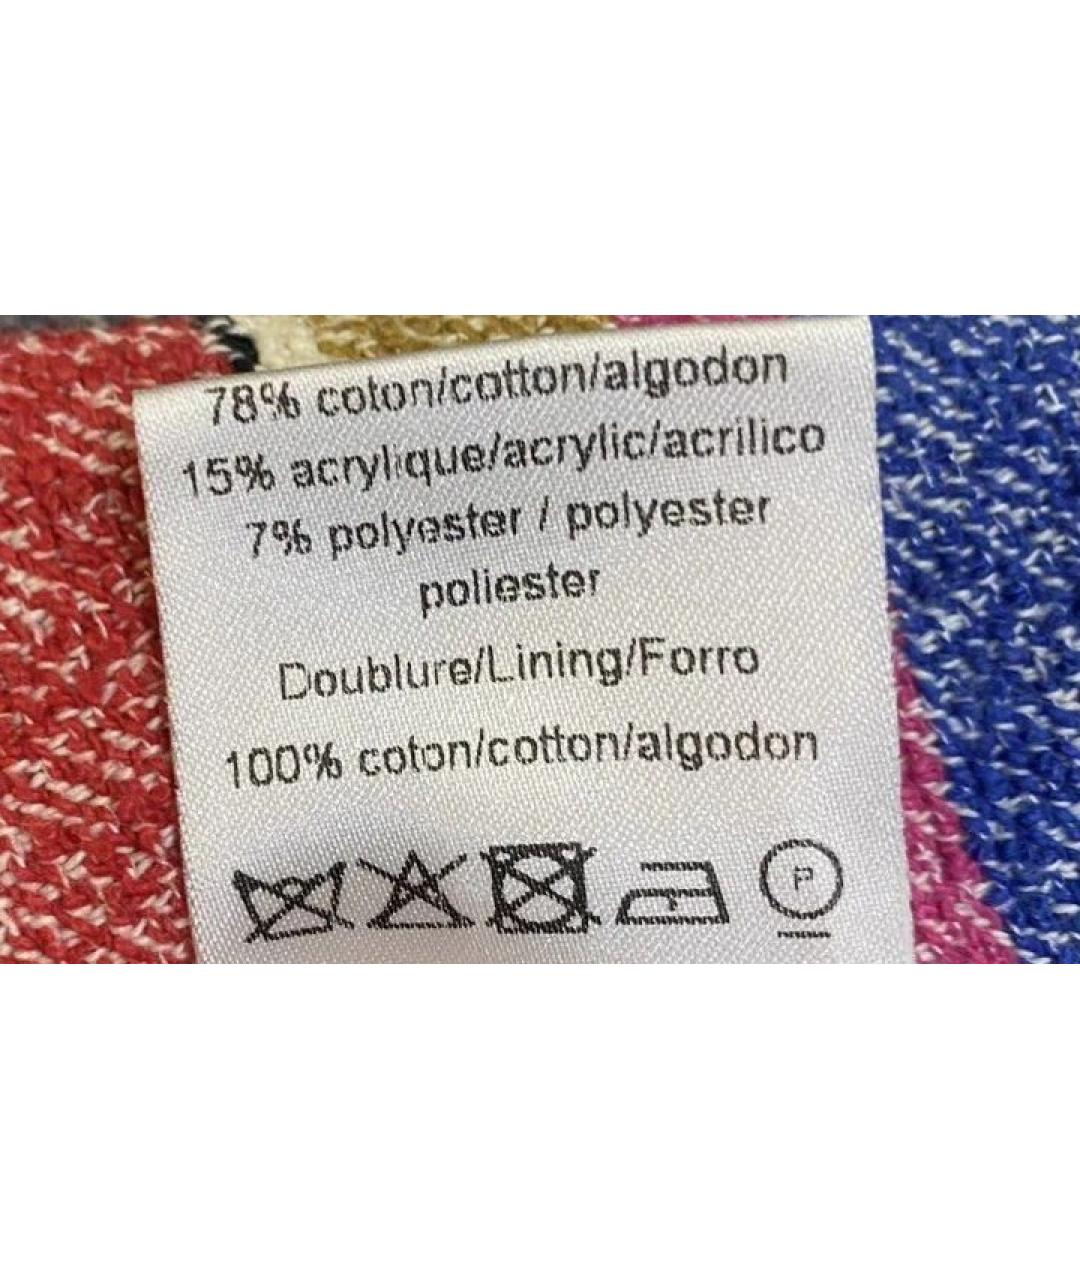 78% coton/cotton/algodon
15% acrylique/acrylic/acrilico
7% polyester / polyester
poliester
Doublure/Lining/Forro
100% coton/cotton/algodon
P